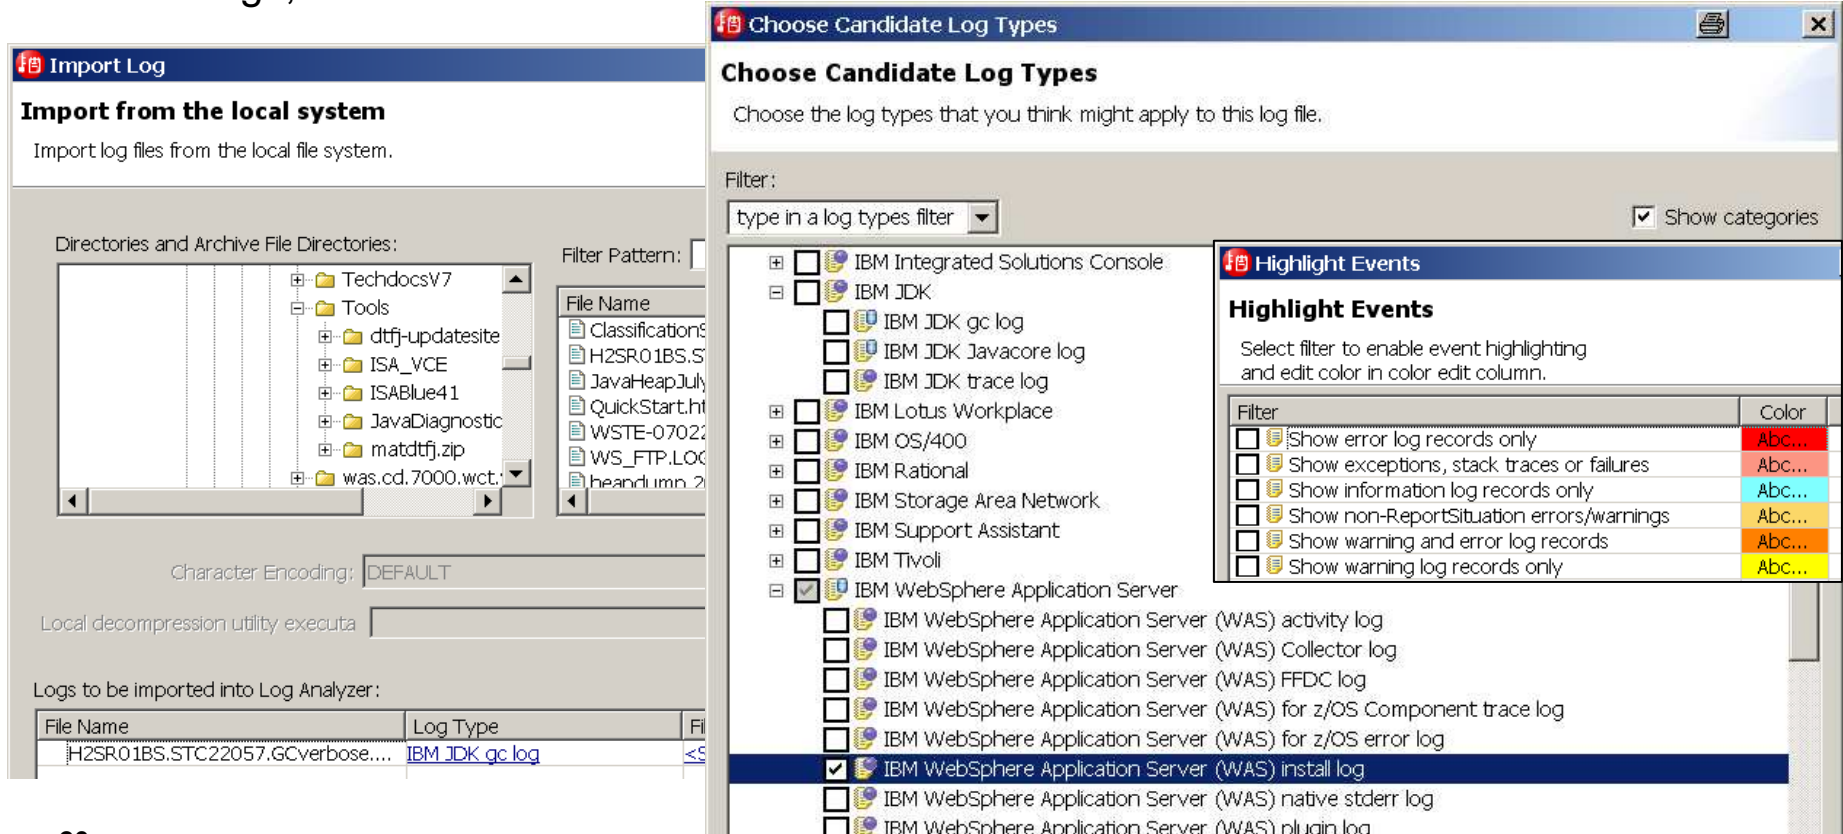 Import Log
Import from the local system
Import log files from the local file system.
Directories and Archive File Directories:
TechdocsV7
Tools
dtfj-updatesite
ISA_VCE
ISABlue41
JavaDiagnostic
matdtfj.zip
was.cd.7000.wct.
Filter Pattern:
File Name
ClassificationS
H2SR01BS.S
JavaHeapJuly
QuickStart.ht
WSTE-07022
WS_FTP.LOG
heapdump
Character Encoding: DEFAULT
Local decompression utility executa
Logs to be imported into Log Analyzer:
File Name Log Type Fi
H2SR01BS.STC22057.GCverbose.... IBM JDK gc log <S
Choose Candidate Log Types
Choose Candidate Log Types
Choose the log types that you think might apply to this log file.
Filter:
type in a log types filter
Show categories
IBM Integrated Solutions Console
IBM JDK
IBM JDK gc log
IBM JDK Javacore log
IBM JDK trace log
IBM Lotus Workplace
IBM OS/400
IBM Rational
IBM Storage Area Network
IBM Support Assistant
IBM Tivoli
IBM WebSphere Application Server
IBM WebSphere Application Server (WAS) activity log
IBM WebSphere Application Server (WAS) Collector log
IBM WebSphere Application Server (WAS) FFDC log
IBM WebSphere Application Server (WAS) for z/OS Component trace log
IBM WebSphere Application Server (WAS) for z/OS error log
IBM WebSphere Application Server (WAS) install log
IBM WebSphere Application Server (WAS) native stderr log
IBM WebSphere Application Server (WAS) plugin log
Highlight Events
Highlight Events
Select filter to enable event highlighting
and edit color in color edit column.
Filter Color
Show error log records only Abc...
Show exceptions, stack traces or failures Abc...
Show information log records only Abc...
Show non-ReportSituation errors/warnings Abc...
Show warning and error log records Abc...
Show warning log records only Abc...